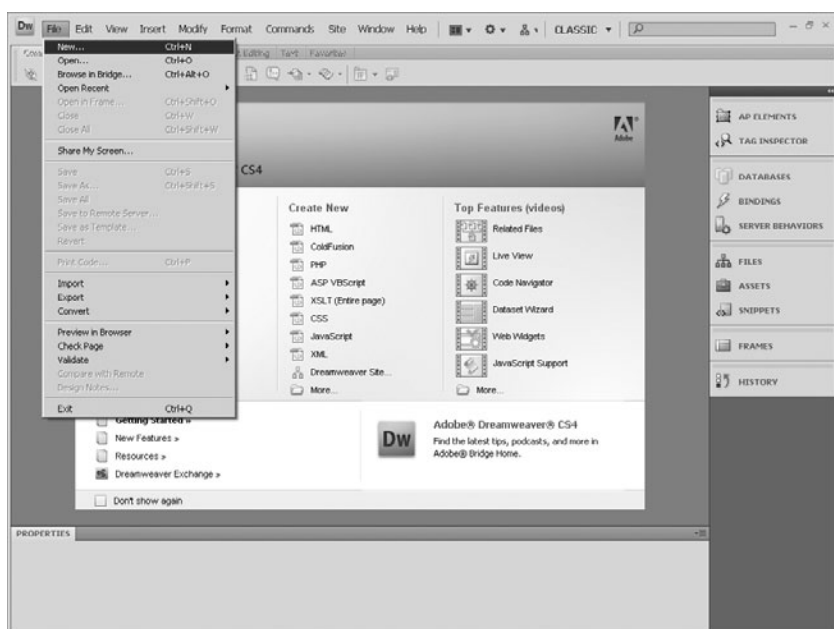 Dw File Edit View Insert Modify Format Commands Site Window Help CLASSIC
Editing Text Favorites
New... Ctrl+N
Open... Ctrl+O
Browse in Bridge... Ctrl+Alt+O
Open Recent
Open in Frame... Ctrl+Shift+O
Close Ctrl+W
Close All Ctrl+Shift+W
Share My Screen...
Save Ctrl+S
Save As... Ctrl+Shift+S
Save All
Save to Remote Server...
Save as Template...
Revert
Print Code... Ctrl+P
Import
Export
Convert
Preview in Browser
Check Page
Validate
Compare with Remote
Design Notes...
Exit Ctrl+Q
Adobe
CS4
Create New
HTML
ColdFusion
PHP
ASP VBScript
XSLT (Entire page)
CSS
JavaScript
XML
Dreamweaver Site...
More...
Top Features (videos)
Related Files
Live View
Code Navigator
Dataset Wizard
Web Widgets
JavaScript Support
More...
Getting Started »
New Features »
Resources »
Dreamweaver Exchange »
Dw
Adobe® Dreamweaver® CS4
Find the latest tips, podcasts, and more in
Adobe® Bridge Home.
Don't show again
AP ELEMENTS
TAG INSPECTOR
DATABASES
BINDINGS
SERVER BEHAVIORS
FILES
ASSETS
SNIPPETS
FRAMES
HISTORY
PROPERTIES